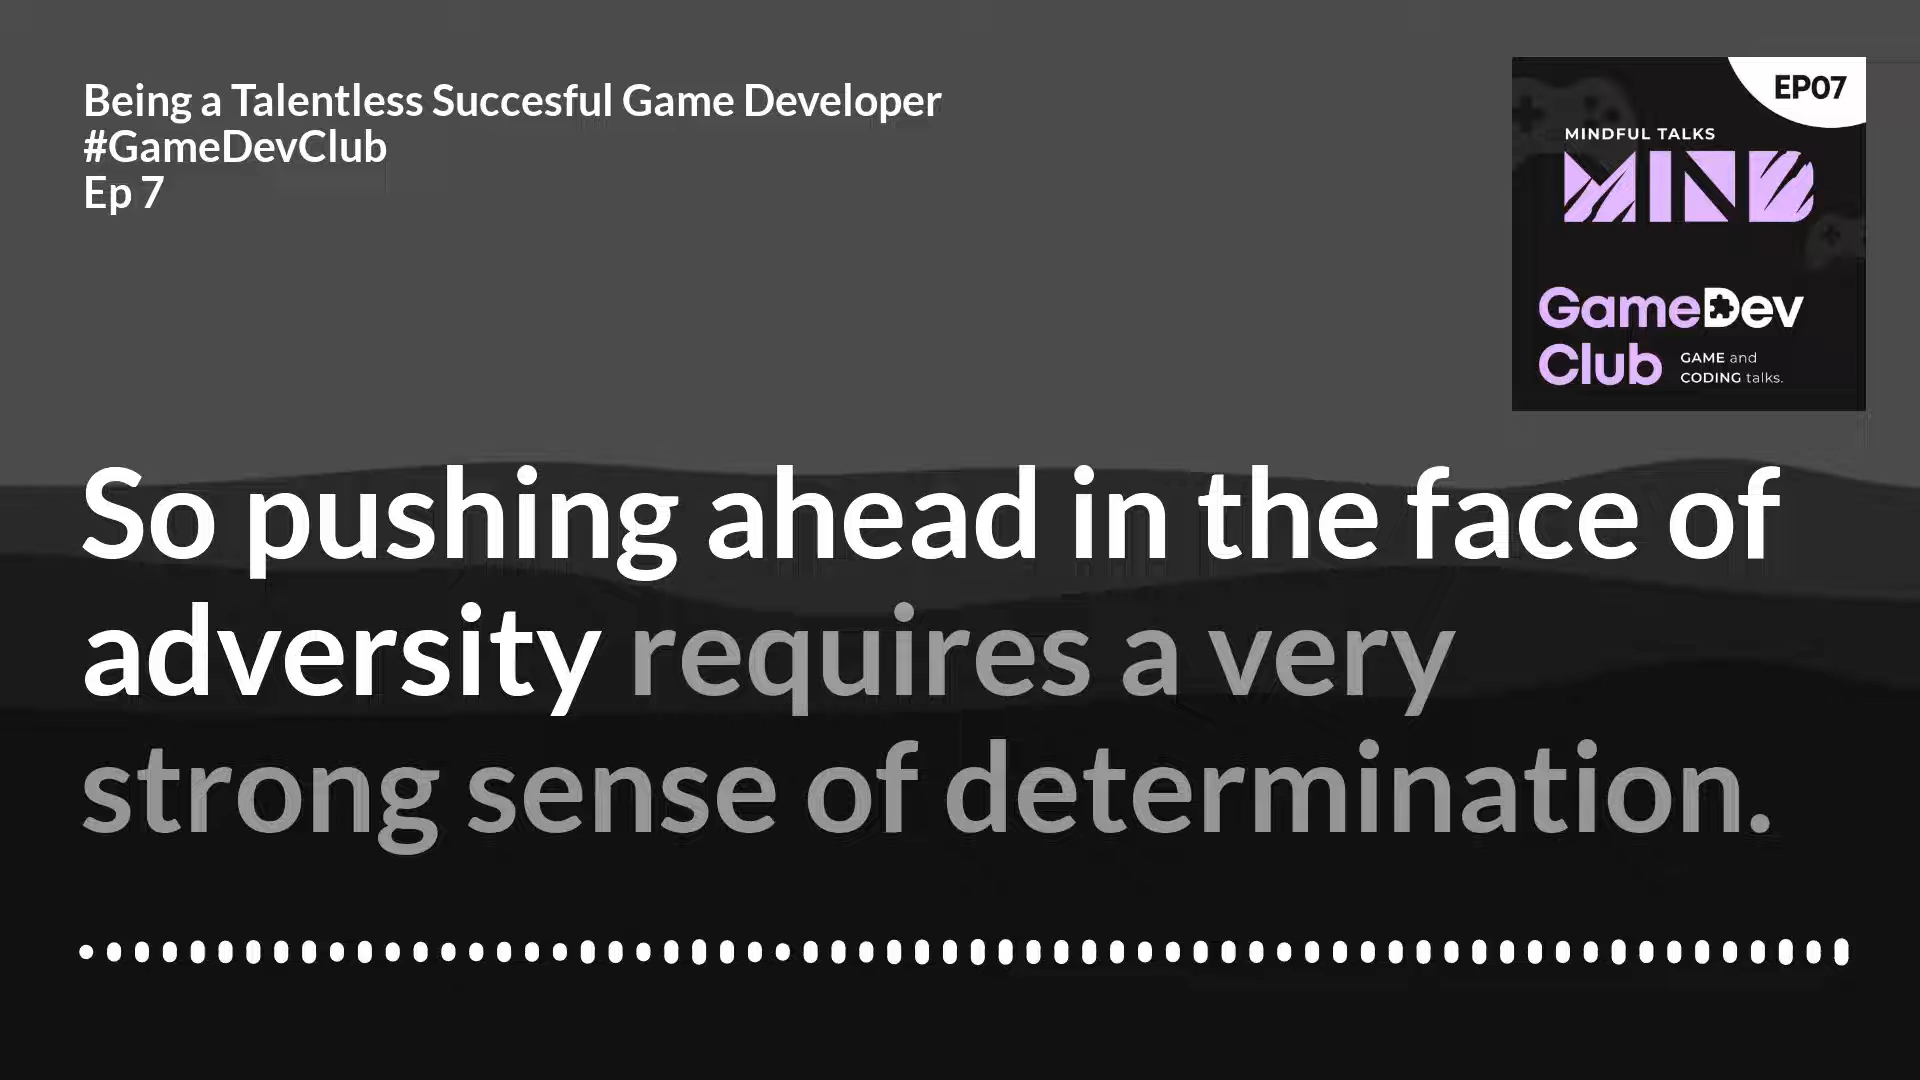 Being a Talentless Succesful Game Developer
#GameDevClub
Ep 7
EP07
MINDFUL TALKS
MIND
GameDev
Club
GAME and
CODING talks.
So pushing ahead in the face of
adversity requires a very
strong sense of determination.